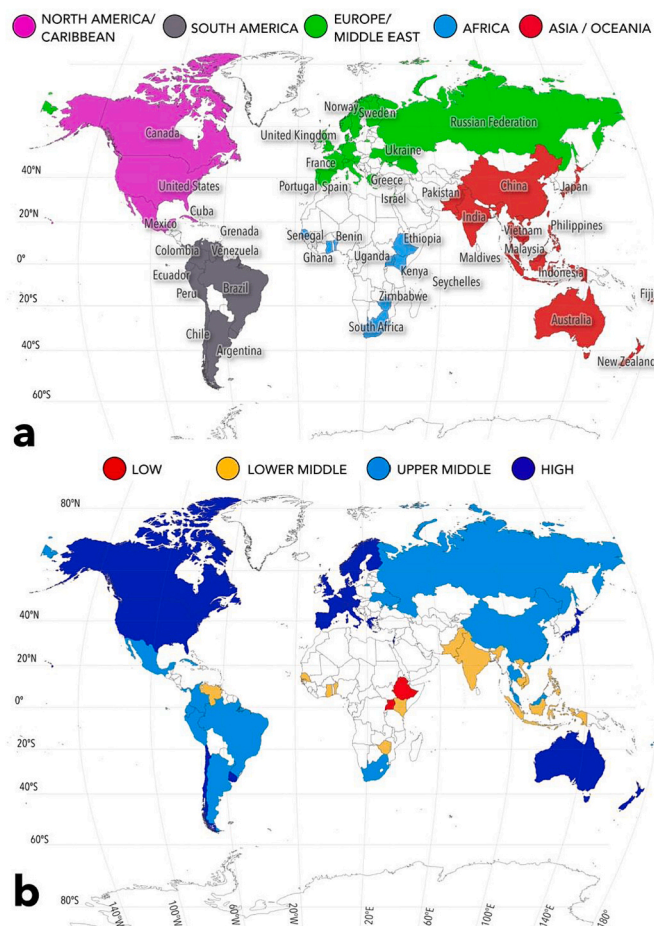 NORTH AMERICA/ CARIBBEAN
SOUTH AMERICA
EUROPE/ MIDDLE EAST
AFRICA
ASIA / OCEANIA
Norway
Sweden
Russian Federation
Canada
United Kingdom
Ukraine
France
40°N
Portugal Spain
Greece
United States
Israel
Pakistan
China
Japan
20°N
Cuba
Mexico
Grenada
Senegal
Benin
Ethiopia
India
Vietnam
Philippines
Colombia
Venezuela
Ghana
Uganda
Maldives
Malaysia
0°
Ecuador
Kenya
Seychelles
Indonesia
Peru
Brazil
Zimbabwe
Fiji
20°S
Chile
South Africa
Australia
40°S
Argentina
New Zealand
60°S
a
LOW
LOWER MIDDLE
UPPER MIDDLE
HIGH
80°N
40°N
20°N
0°
20°S
40°S
60°S
b
80°S
140°W
100°W
60°W
20°W
20°E
60°E
100°E
140°E
180°